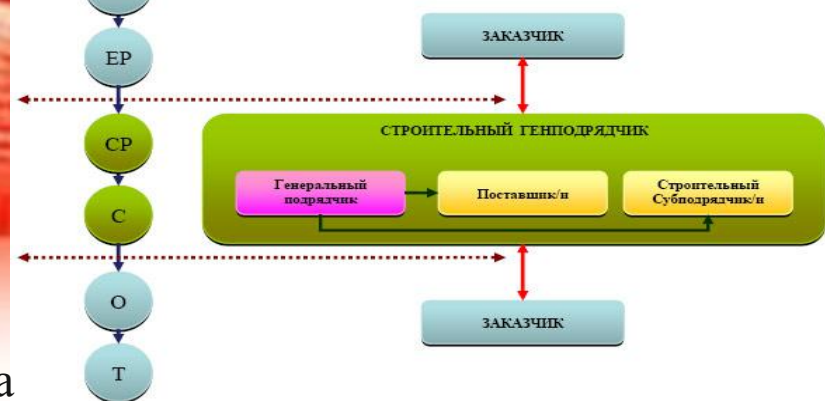 EP
ЗАКАЗЧИК
CP
СТРОИТЕЛЬНЫЙ ГЕНПОДРЯДЧИК
Генеральный
подрядчик
Поставщик/и
Строительный
Субподрядчик/и
C
O
ЗАКАЗЧИК
T
а